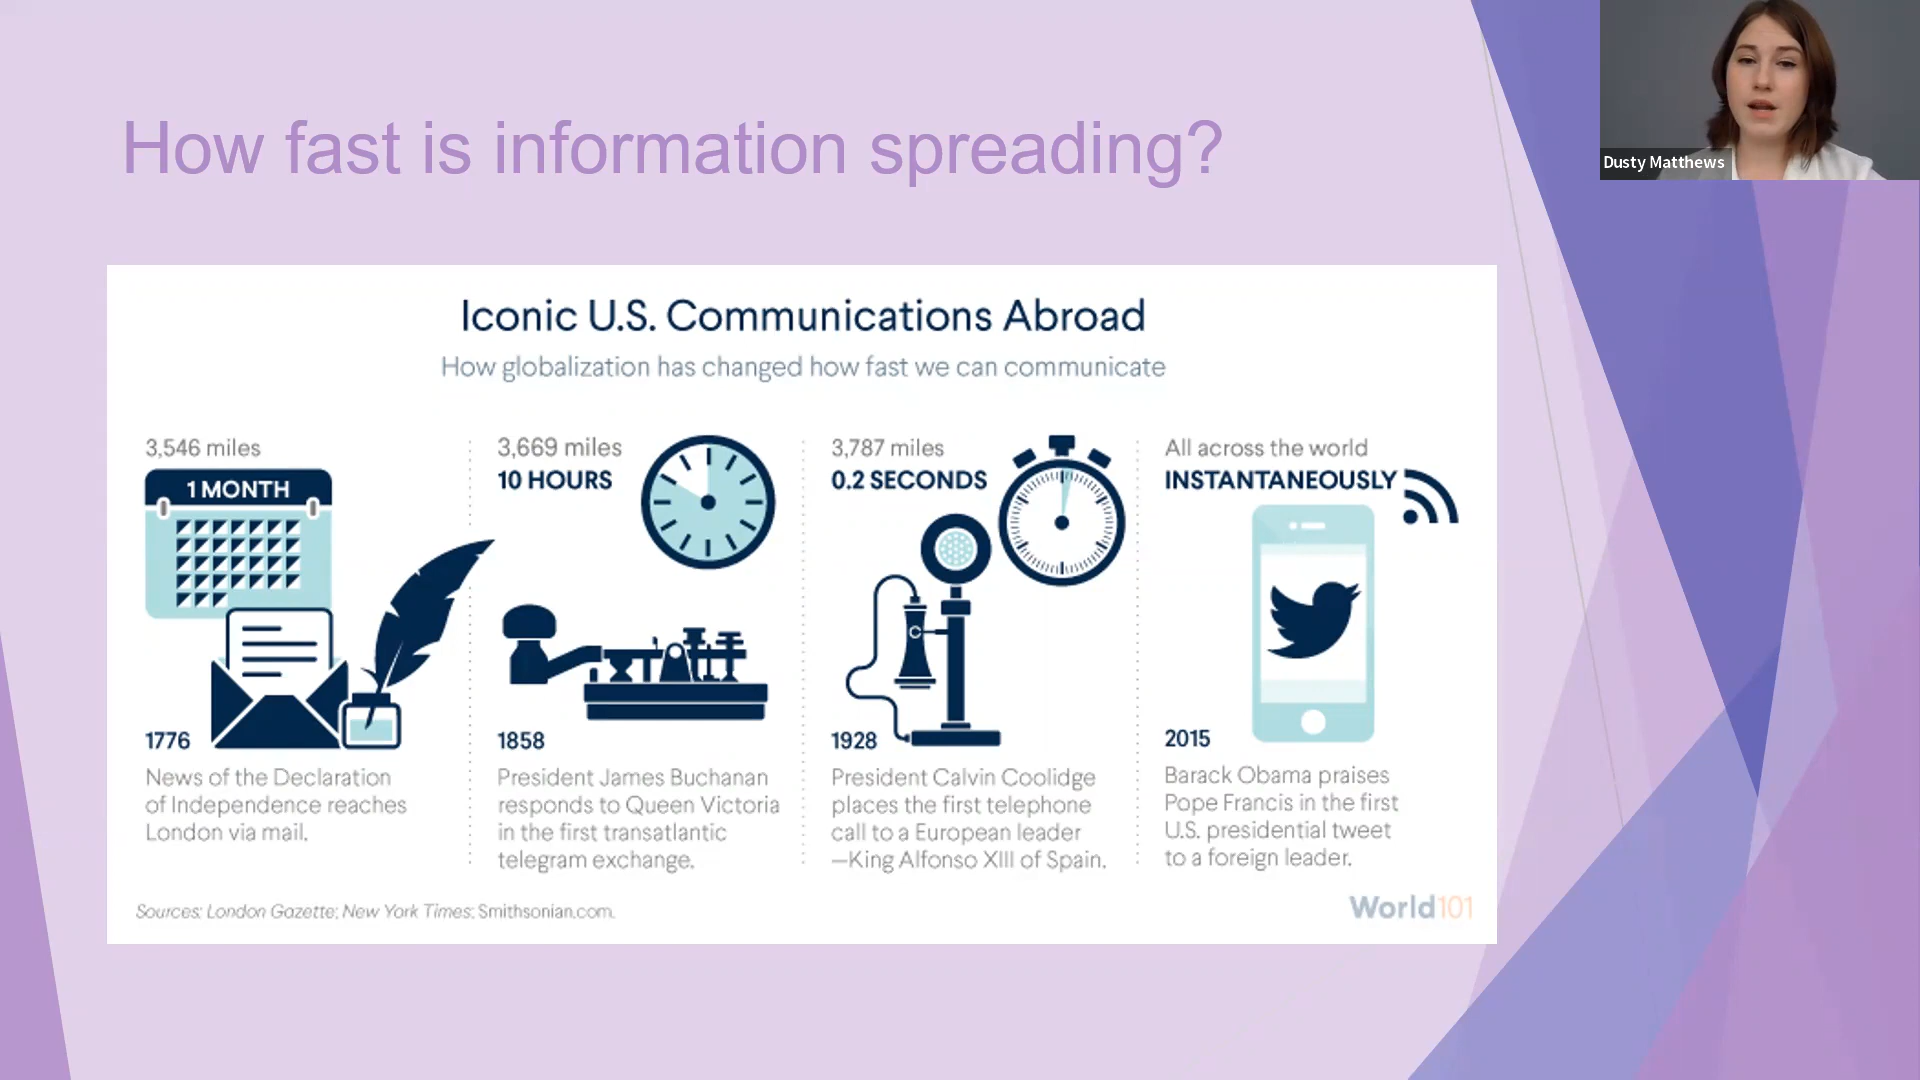 How fast is information spreading?
Dusty Matthews
Iconic U.S. Communications Abroad
How globalization has changed how fast we can communicate
3,546 miles
1 MONTH
1776
News of the Declaration
of Independence reaches
London via mail.
3,669 miles
10 HOURS
1858
President James Buchanan
responds to Queen Victoria
in the first transatlantic
telegram exchange.
3,787 miles
0.2 SECONDS
1928
President Calvin Coolidge
places the first telephone
call to a European leader
—King Alfonso XIII of Spain.
All across the world
INSTANTANEOUSLY
2015
Barack Obama praises
Pope Francis in the first
U.S. presidential tweet
to a foreign leader.
Sources: London Gazette; New York Times; Smithsonian.com.
World101